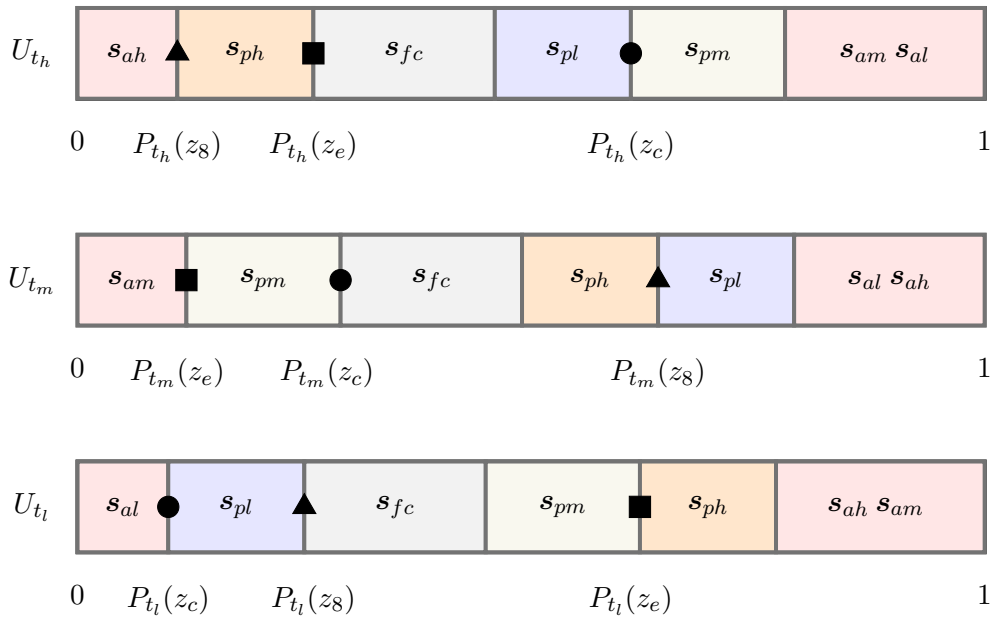 U_{t_h} s_{ah} s_{ph} s_{fc} s_{pl} s_{pm} s_{am} s_{al}
0 P_{t_h}(z_8) P_{t_h}(z_e) P_{t_h}(z_c) 1
U_{t_m} s_{am} s_{pm} s_{fc} s_{ph} s_{pl} s_{al} s_{ah}
0 P_{t_m}(z_e) P_{t_m}(z_c) P_{t_m}(z_8) 1
U_{t_l} s_{al} s_{pl} s_{fc} s_{pm} s_{ph} s_{ah} s_{am}
0 P_{t_l}(z_c) P_{t_l}(z_8) P_{t_l}(z_e) 1